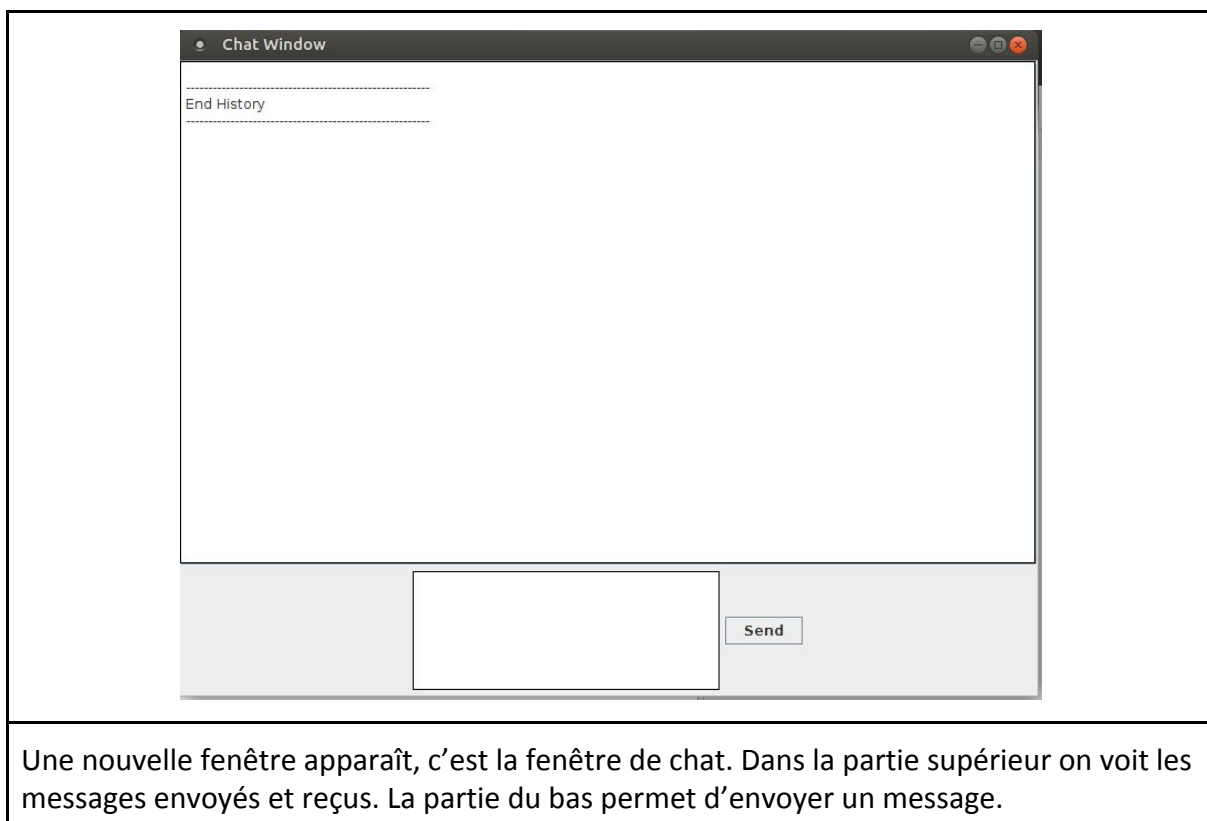 Chat Window
------------------------------------------------------
End History
------------------------------------------------------
Send
Une nouvelle fenêtre apparaît, c’est la fenêtre de chat. Dans la partie supérieur on voit les
messages envoyés et reçus. La partie du bas permet d’envoyer un message.